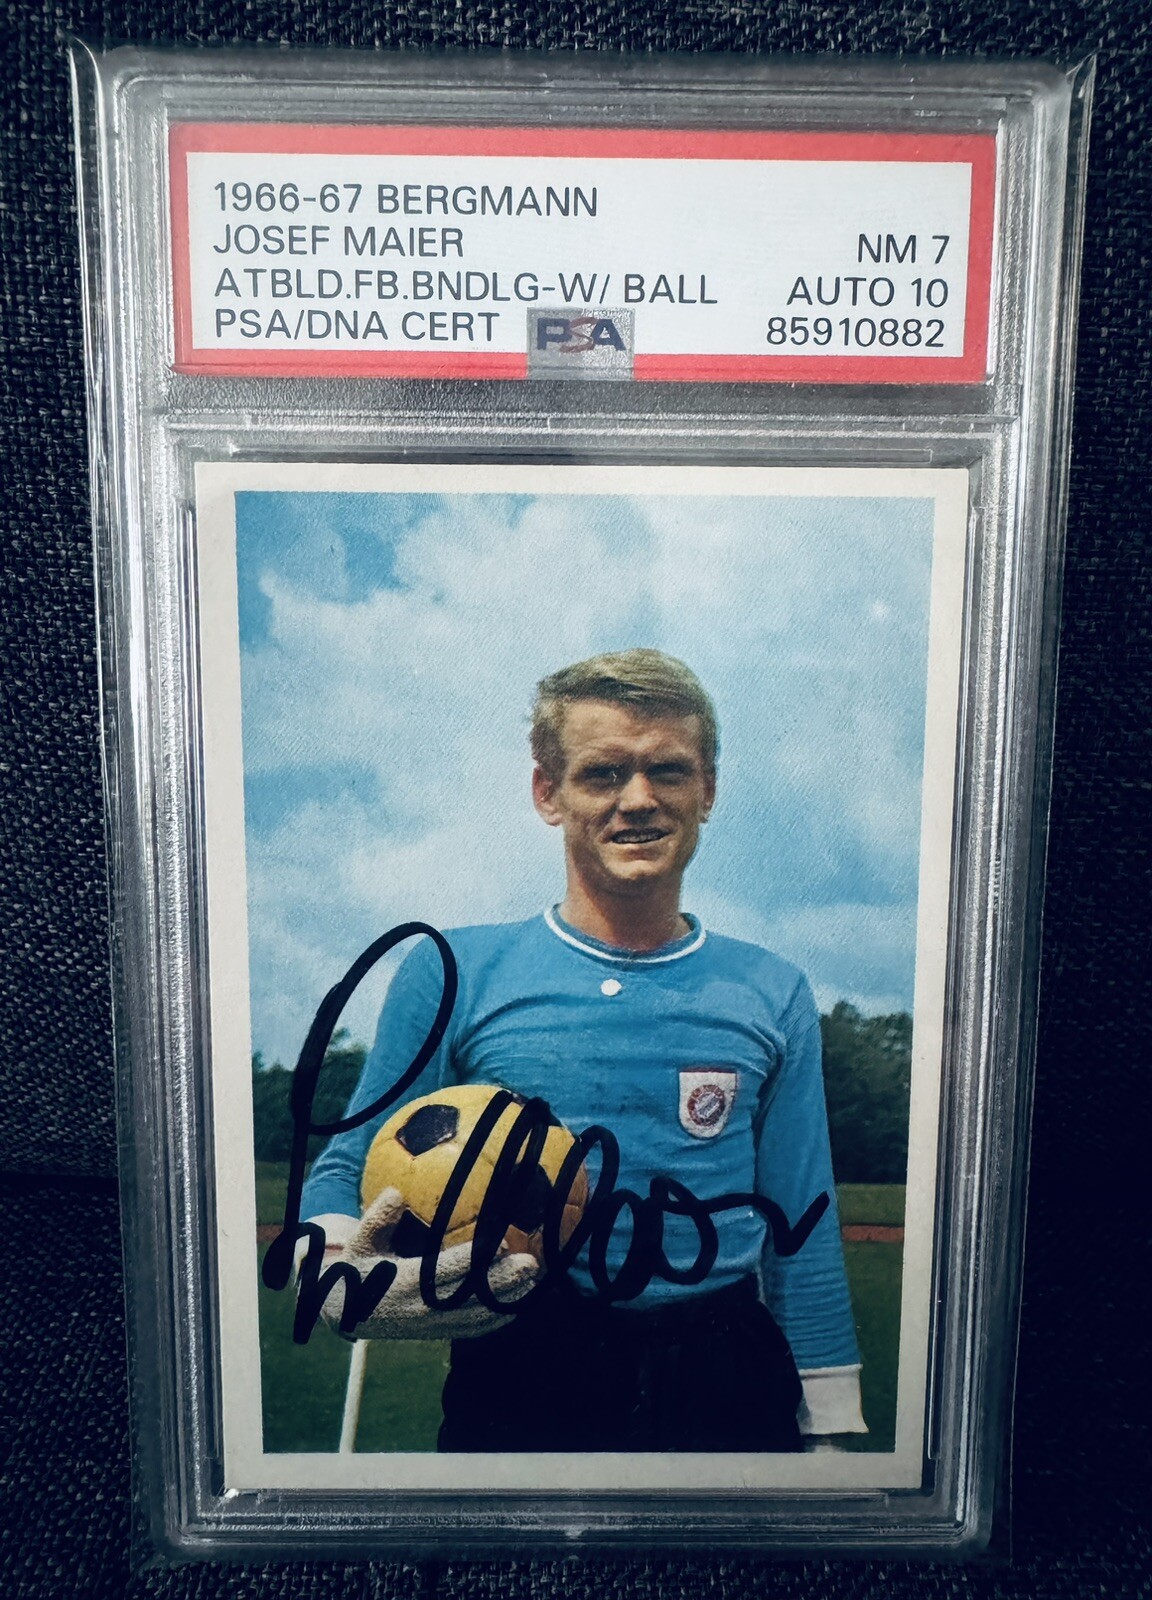 1966-67 BERGMANN
JOSEF MAIER NM 7
ATBLD.FB.BNDLG-W/ BALL AUTO 10
PSA/DNA CERT PSA 85910882